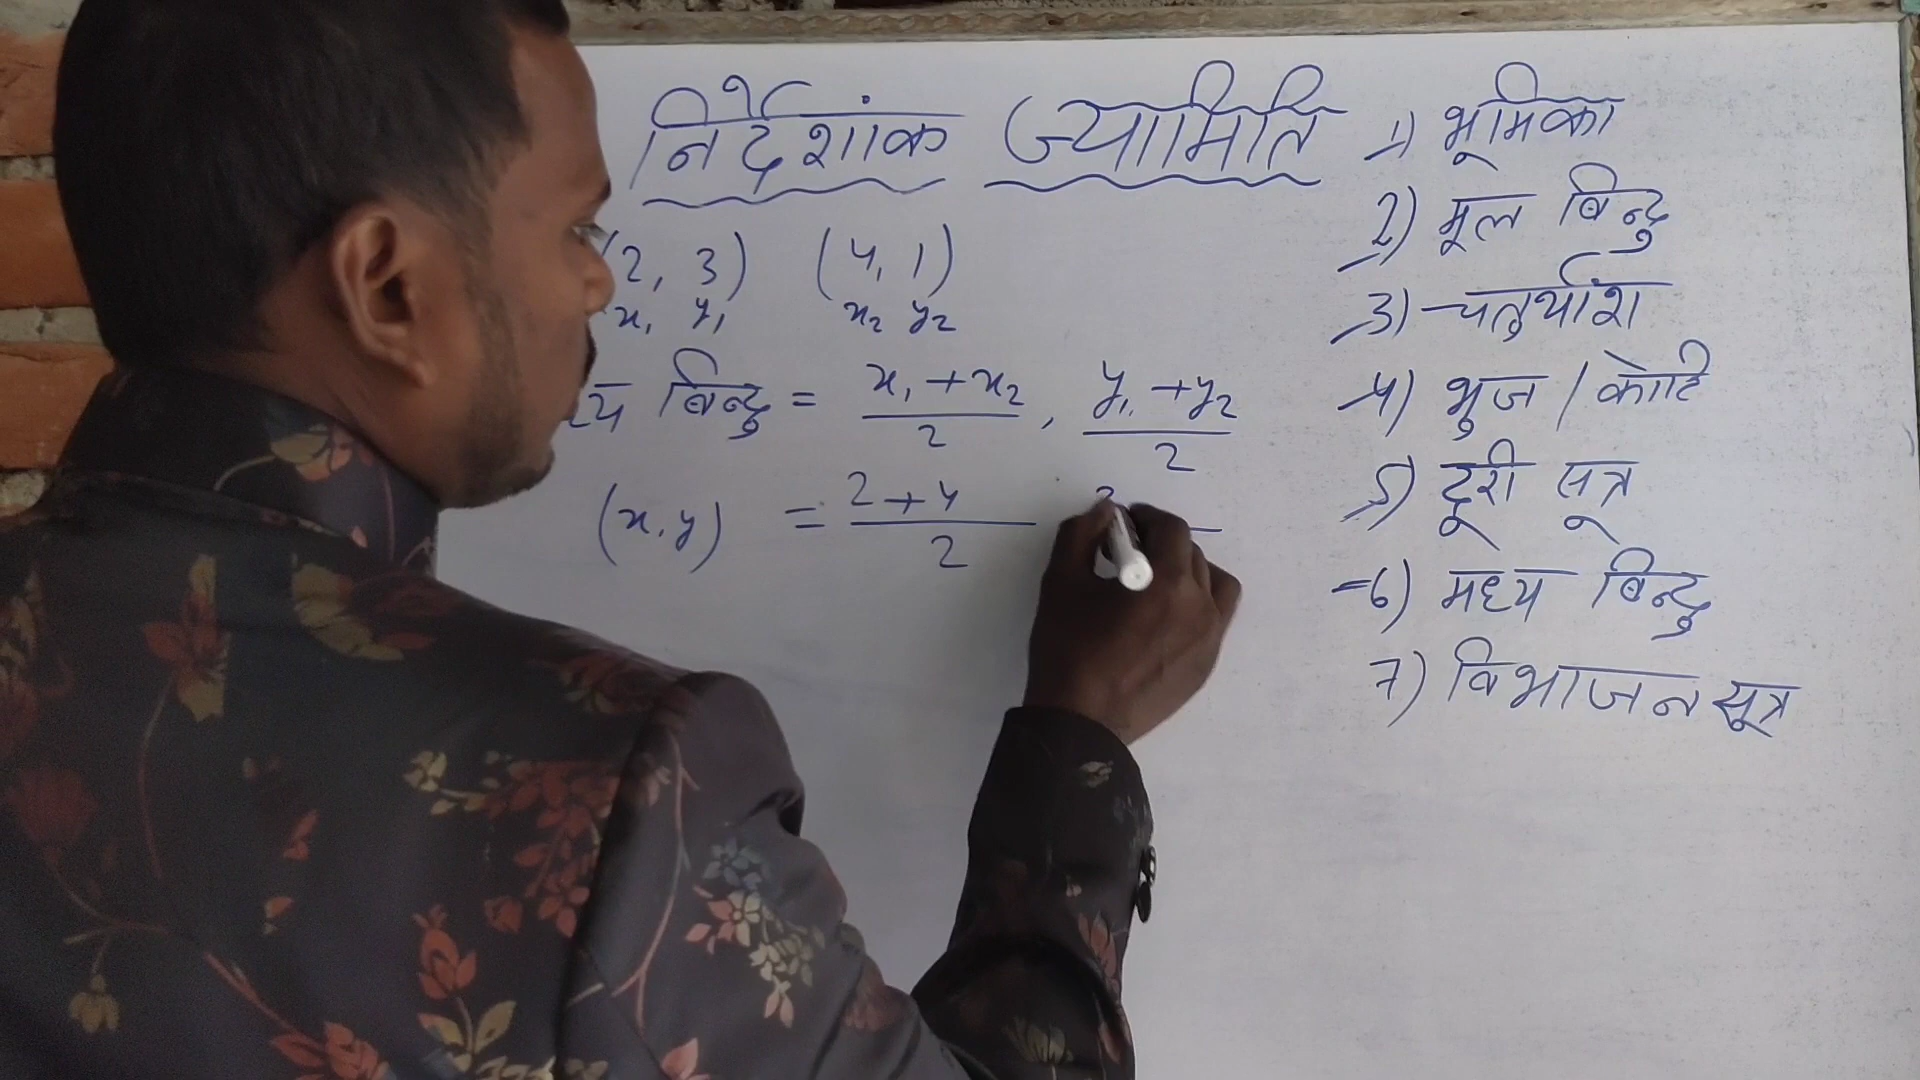 निर्देशांक ज्यामिति
(2, 3) (4, 1)
x₁ y₁ x₂ y₂
बिन्दु = x₁ + x₂ / 2 , y₁ + y₂ / 2
(x, y) = 2 + 4 / 2
1) भूमिका
2) मूल बिन्दु
3) चतुर्थांश
4) भुज / कोटि
5) दूरी सूत्र
6) मध्य बिन्दु
7) विभाजन सूत्र